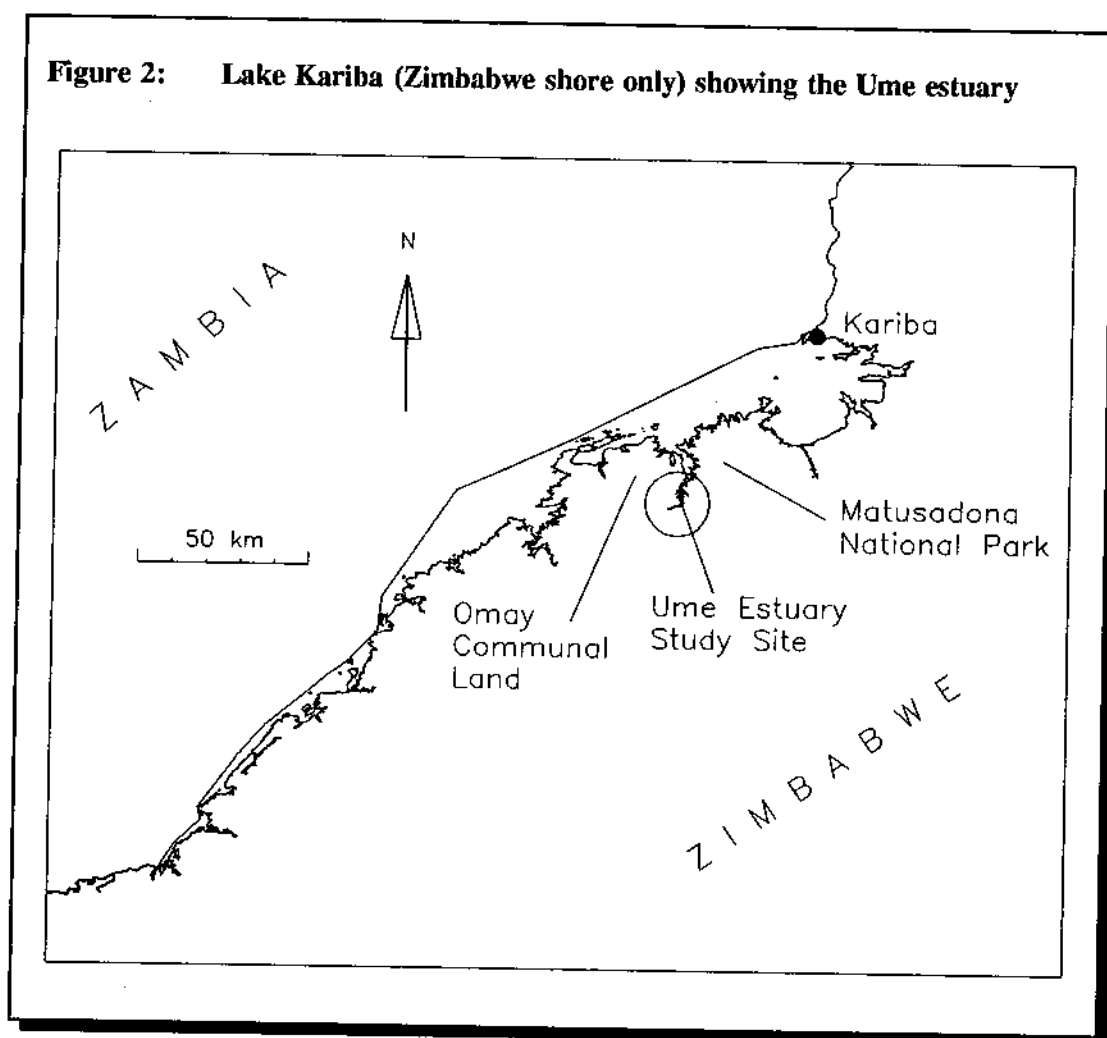 Figure 2: Lake Kariba (Zimbabwe shore only) showing the Ume estuary
N
ZAMBIA
Kariba
50 km
Matusadona
National Park
Omay
Communal
Land
Ume Estuary
Study Site
ZIMBABWE